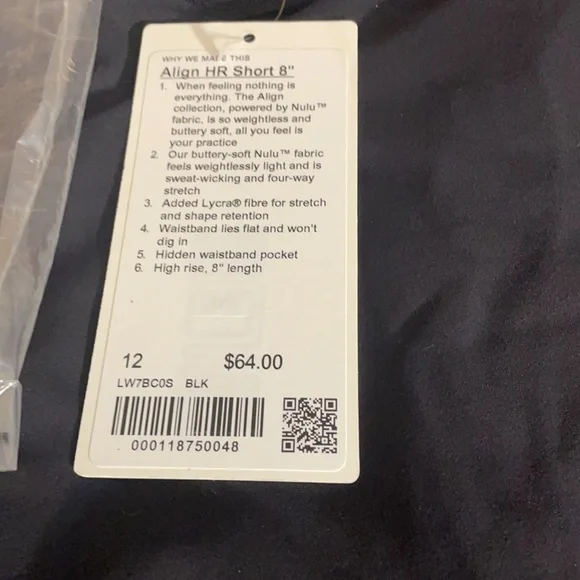 WHY WE MADE THIS
Align HR Short 8"
1. When feeling nothing is
everything. The Align
collection, powered by Nulu™
fabric, is so weightless and
buttery soft, all you feel is
your practice
2. Our buttery-soft Nulu™ fabric
feels weightlessly light and is
sweat-wicking and four-way
stretch
3. Added Lycra® fibre for stretch
and shape retention
4. Waistband lies flat and won't
dig in
5. Hidden waistband pocket
6. High rise, 8" length
12 $64.00
LW7BC0S BLK
000118750048